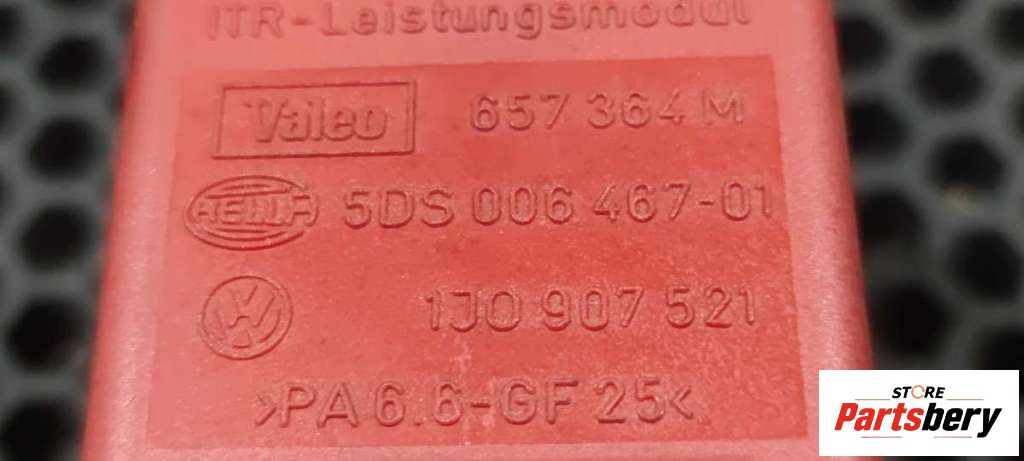 ITR-Leistungsmodul
Valeo 657 364 M
HELLA 5DS 006 467-01
VW 1J0 907 521
>PA 6.6-GF 25<
STORE
Partsbery